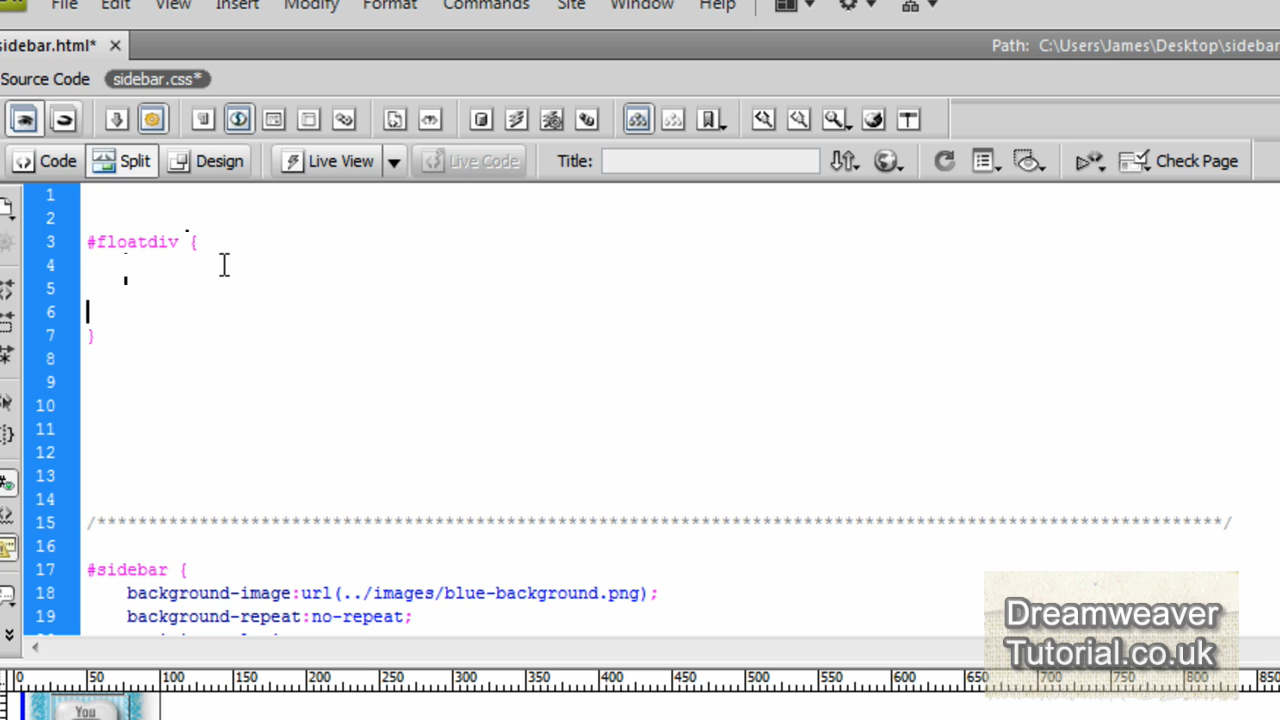 File Edit View Insert Modify Format Commands Site Window Help
sidebar.html* Path: C:\Users\James\Desktop\sidebar
Source Code sidebar.css*
Code Split Design Live View Live Code Title: Check Page
1
2
3 #floatdiv {
4
5
6
7 }
8
9
10
11
12
13
14
15 /***************************************************************************************************************/
16
17 #sidebar {
18 background-image:url(../images/blue-background.png);
19 background-repeat:no-repeat;
Dreamweaver
Tutorial.co.uk
0 50 100 150 200 250 300 350 400 450 500 550 600 650 700 750 800 850
You